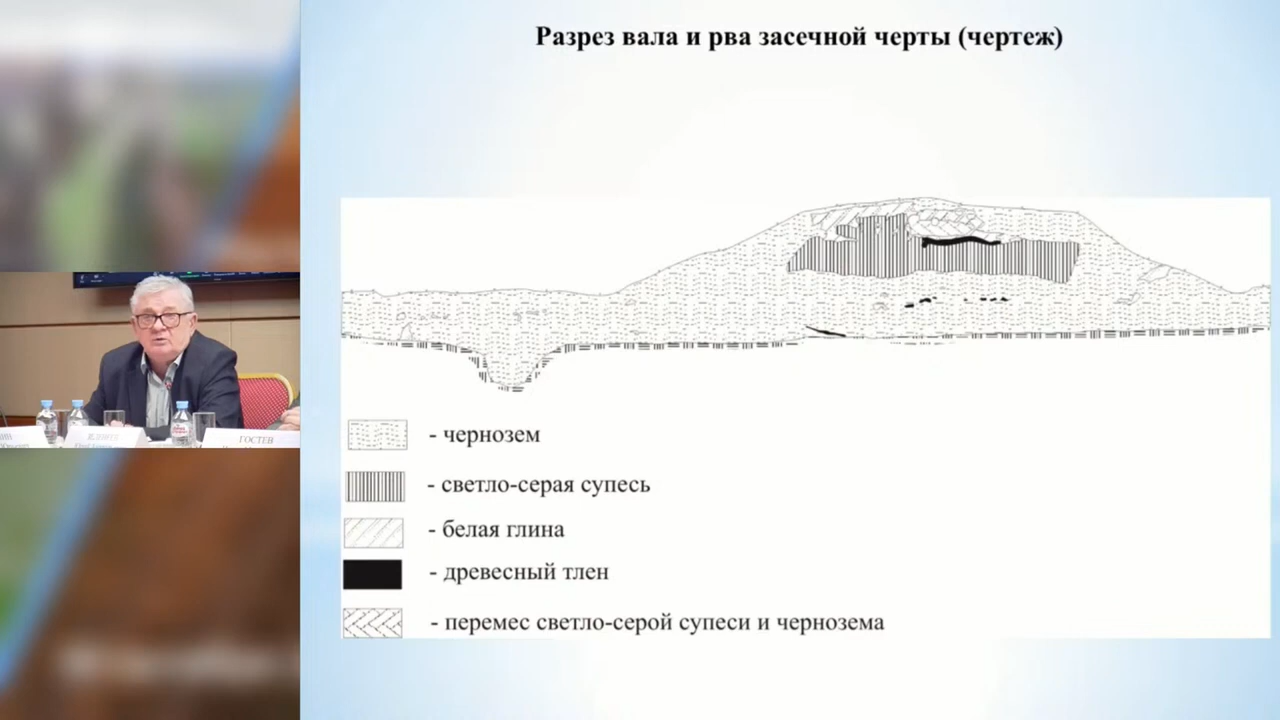 Разрез вала и рва засечной черты (чертеж)
- чернозем
- светло-серая супесь
- белая глина
- древесный тлен
- перемес светло-серой супеси и чернозема
ГОСТЕВ